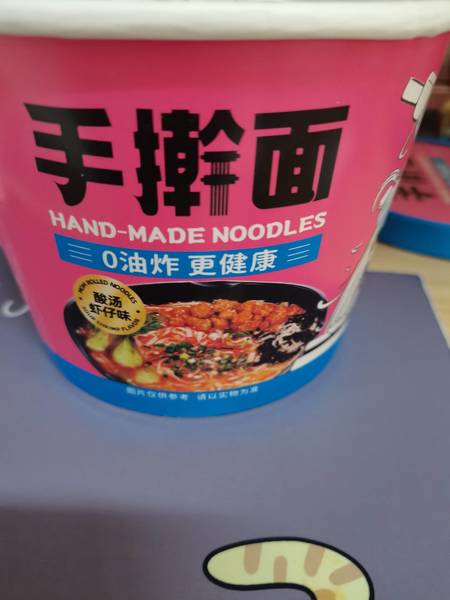 手擀面
HAND-MADE NOODLES
0油炸 更健康
酸汤
虾仔味
图片仅供参考 请以实物为准